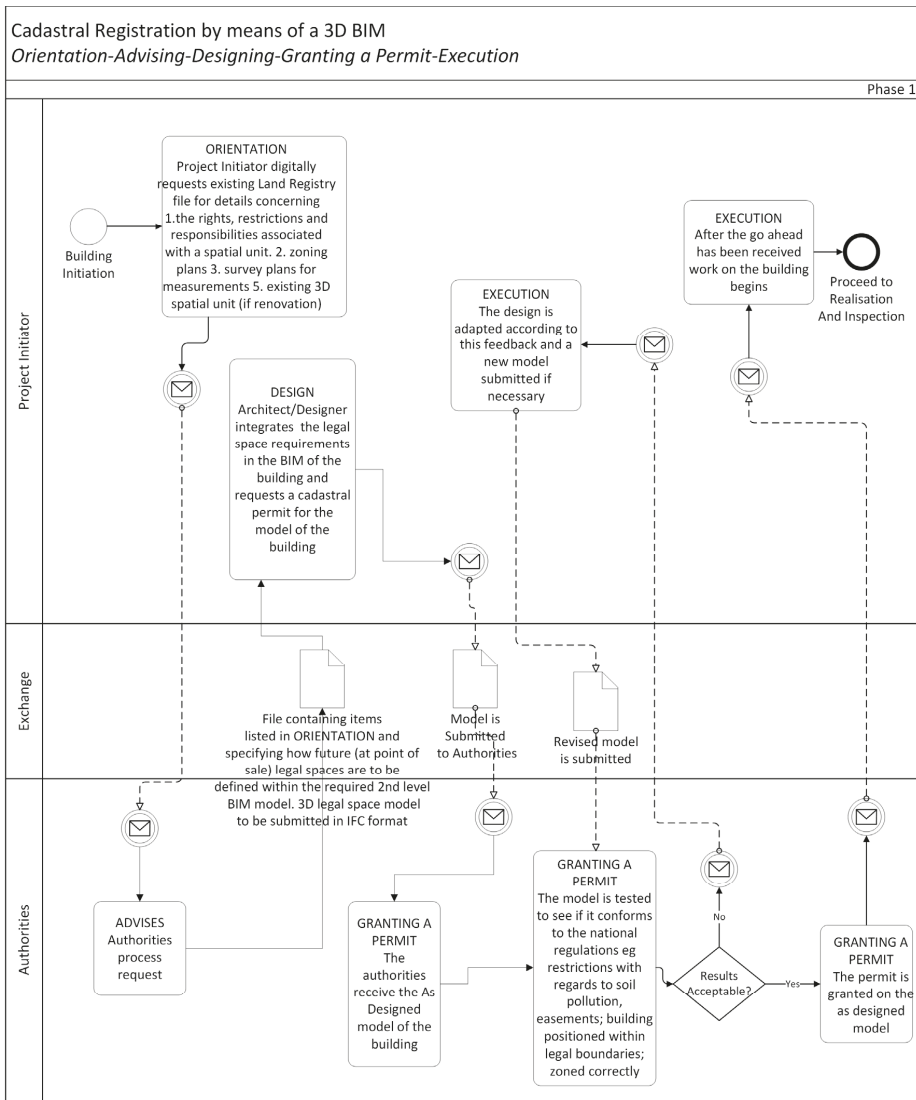 Cadastral Registration by means of a 3D BIM
Orientation-Advising-Designing-Granting a Permit-Execution
Phase 1
Project Initiator
Building
Initiation
ORIENTATION
Project Initiator digitally
requests existing Land Registry
file for details concerning
1.the rights, restrictions and
responsibilities associated
with a spatial unit. 2. zoning
plans 3. survey plans for
measurements 5. existing 3D
spatial unit (if renovation)
DESIGN
Architect/Designer
integrates the legal
space requirements
in the BIM of the
building and
requests a cadastral
permit for the
model of the
building
EXECUTION
The design is
adapted according to
this feedback and a
new model
submitted if
necessary
EXECUTION
After the go ahead
has been received
work on the building
begins
Proceed to
Realisation
And Inspection
Exchange
File containing items
listed in ORIENTATION and
specifying how future (at point of
sale) legal spaces are to be
defined within the required 2nd level
BIM model. 3D legal space model
to be submitted in IFC format
Model is
Submitted
to Authorities
Revised model
is submitted
Authorities
ADVISES
Authorities
process
request
GRANTING A
PERMIT
The
authorities
receive the As
Designed
model of the
building
GRANTING A
PERMIT
The model is tested
to see if it conforms
to the national
regulations eg
restrictions with
regards to soil
pollution,
easements; building
positioned within
legal boundaries;
zoned correctly
Results
Acceptable?
No
Yes
GRANTING A
PERMIT
The permit is
granted on the
as designed
model